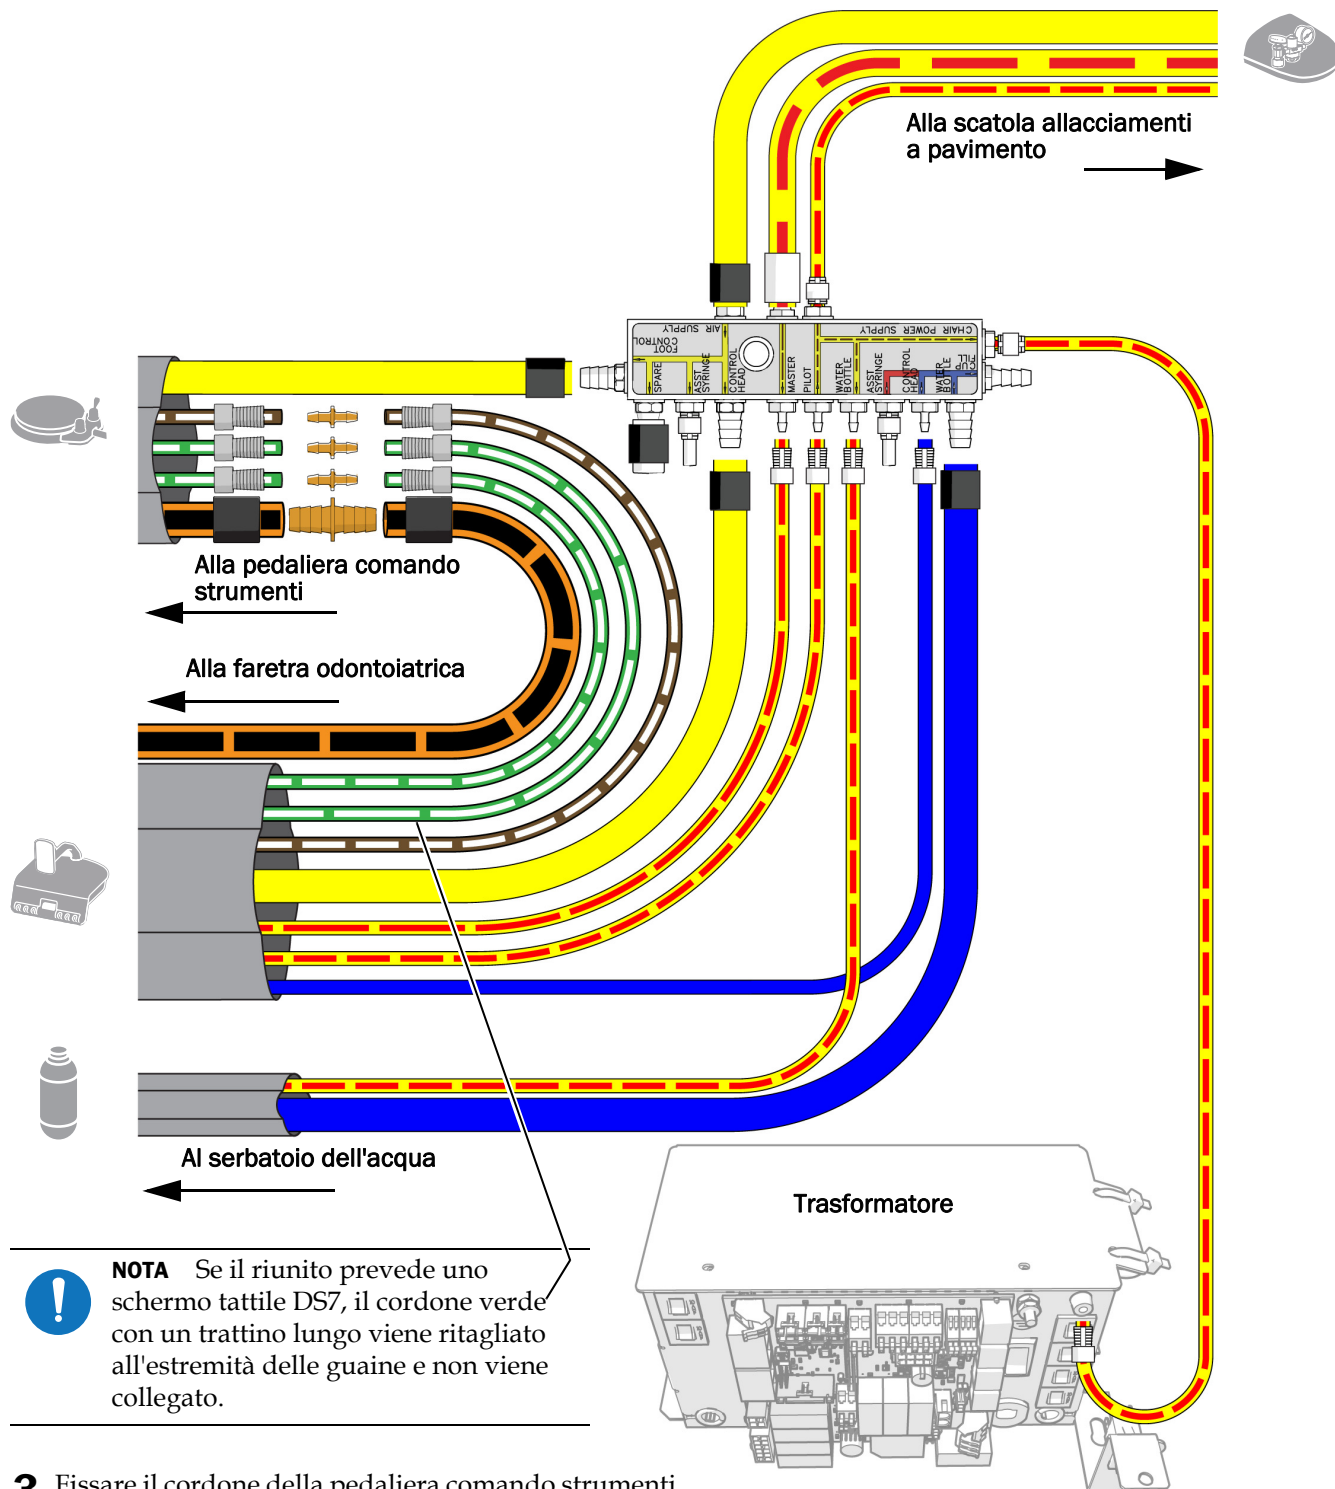 Alla scatola allacciamenti
a pavimento
AIR SUPPLY
CHAIR POWER SUPPLY
FOOT
CONTROL
SPARE
ASST
SYRINGE
CONTROL
HEAD
MASTER
PILOT
WATER
BOTTLE
ASST
SYRINGE
CONTROL
HEAD
WATER
BOTTLE
CUP
FILL
Alla pedaliera comando
strumenti
Alla faretra odontoiatrica
Al serbatoio dell'acqua
Trasformatore
NOTA Se il riunito prevede uno
schermo tattile DS7, il cordone verde
con un trattino lungo viene ritagliato
all'estremità delle guaine e non viene
collegato.
3 Fissare il cordone della pedaliera comando strumenti